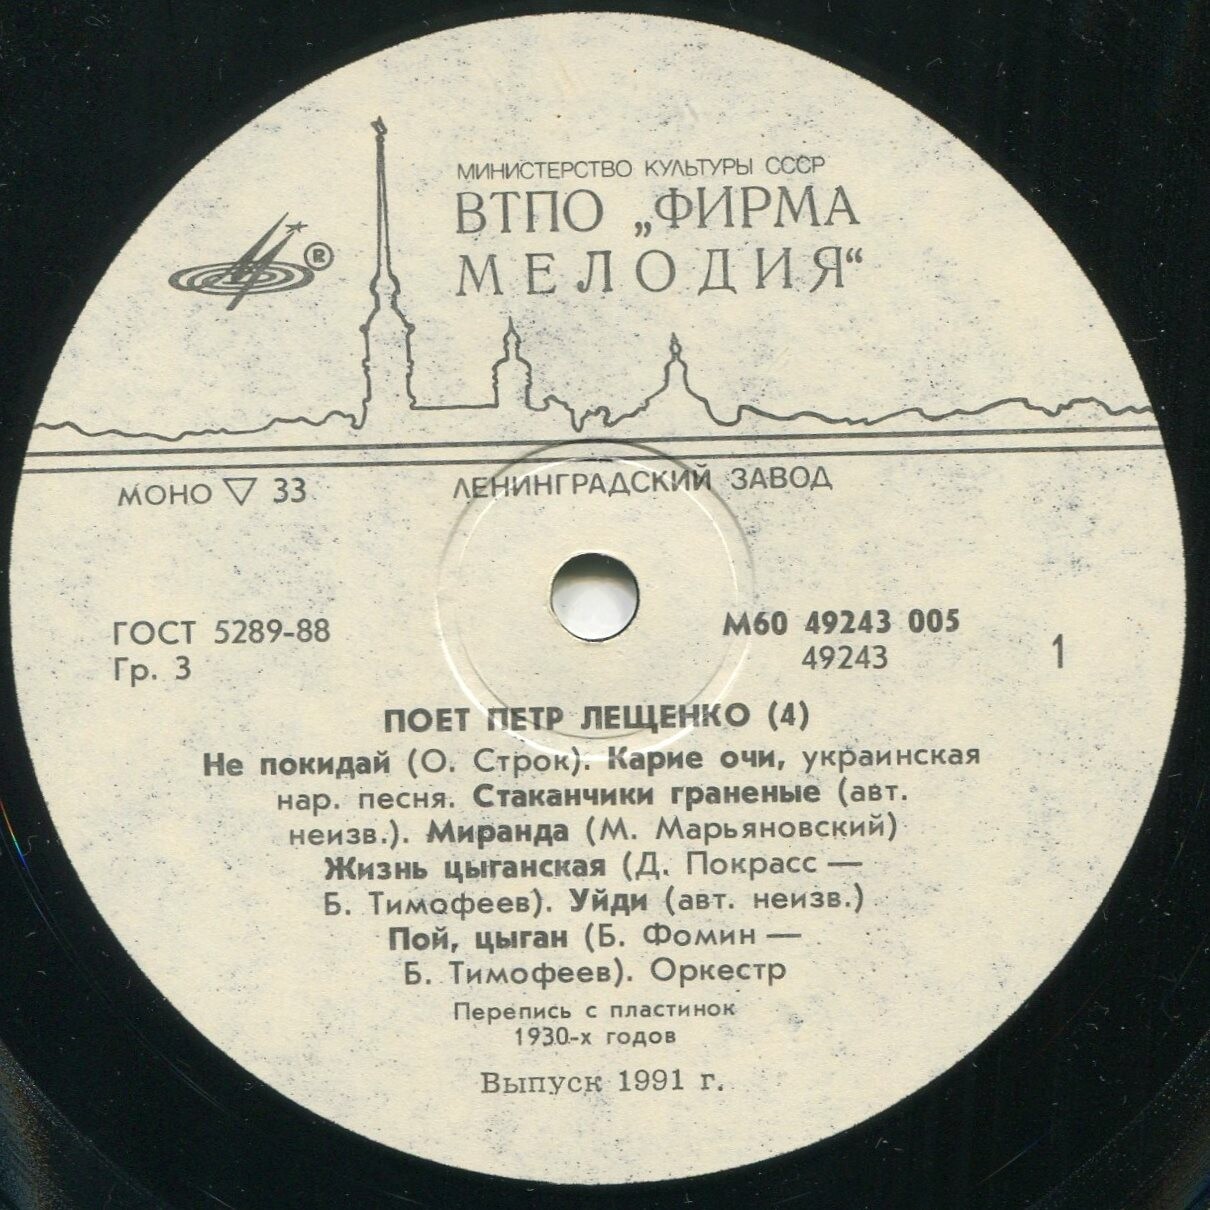 МИНИСТЕРСТВО КУЛЬТУРЫ СССР
ВТПО „ФИРМА
МЕЛОДИЯ“
®
МОНО ▽ 33
ЛЕНИНГРАДСКИЙ ЗАВОД
ГОСТ 5289-88
Гр. 3
М60 49243 005
49243
1
ПОЕТ ПЕТР ЛЕЩЕНКО (4)
Не покидай (О. Строк). Карие очи, украинская
нар. песня. Стаканчики граненые (авт.
неизв.). Миранда (М. Марьяновский)
Жизнь цыганская (Д. Покрасс —
Б. Тимофеев). Уйди (авт. неизв.)
Пой, цыган (Б. Фомин —
Б. Тимофеев). Оркестр
Перепись с пластинок
1930-х годов
Выпуск 1991 г.